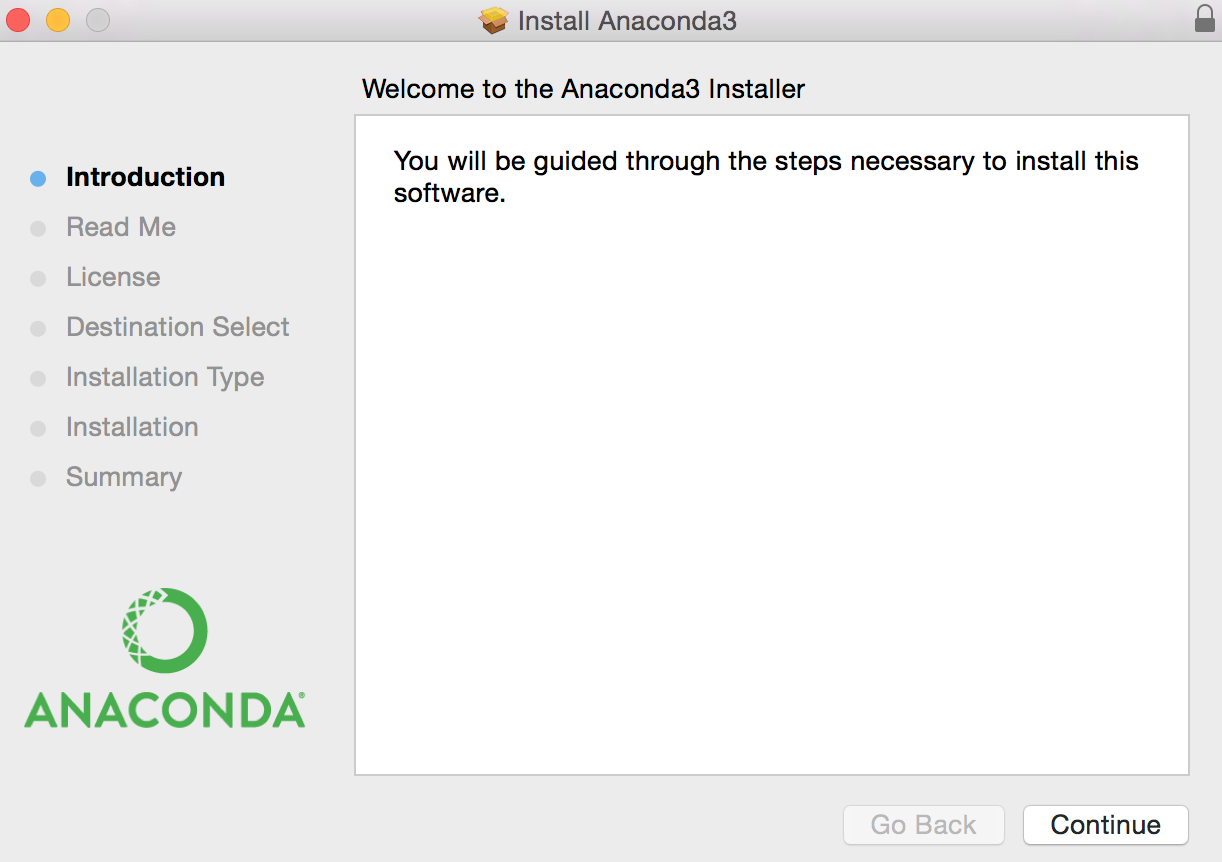 Install Anaconda3
Welcome to the Anaconda3 Installer
Introduction
Read Me
License
Destination Select
Installation Type
Installation
Summary
ANACONDA®
You will be guided through the steps necessary to install this
software.
Go Back
Continue